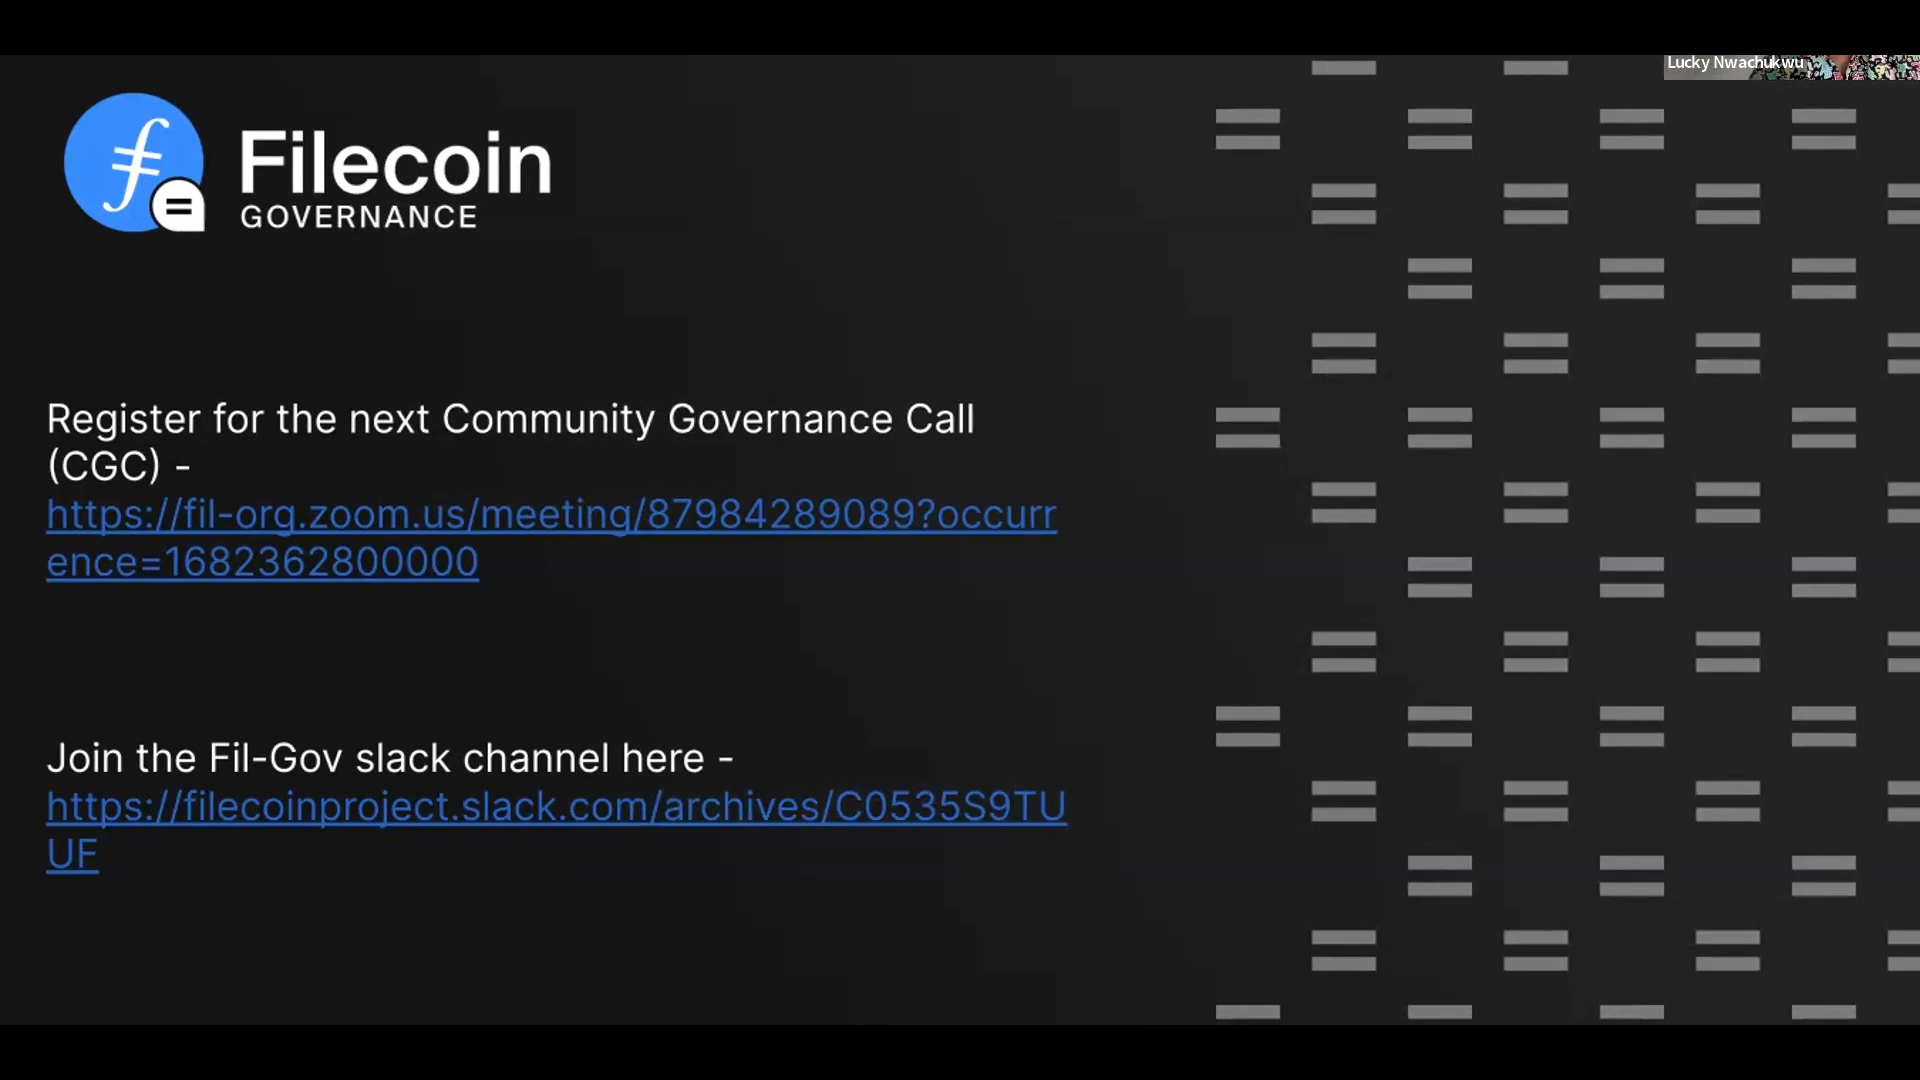 Lucky Nwachukwu
Filecoin
GOVERNANCE
Register for the next Community Governance Call
(CGC) -
https://fil-org.zoom.us/meeting/87984289089?occurr
ence=1682362800000
Join the Fil-Gov slack channel here -
https://filecoinproject.slack.com/archives/C0535S9TU
UF